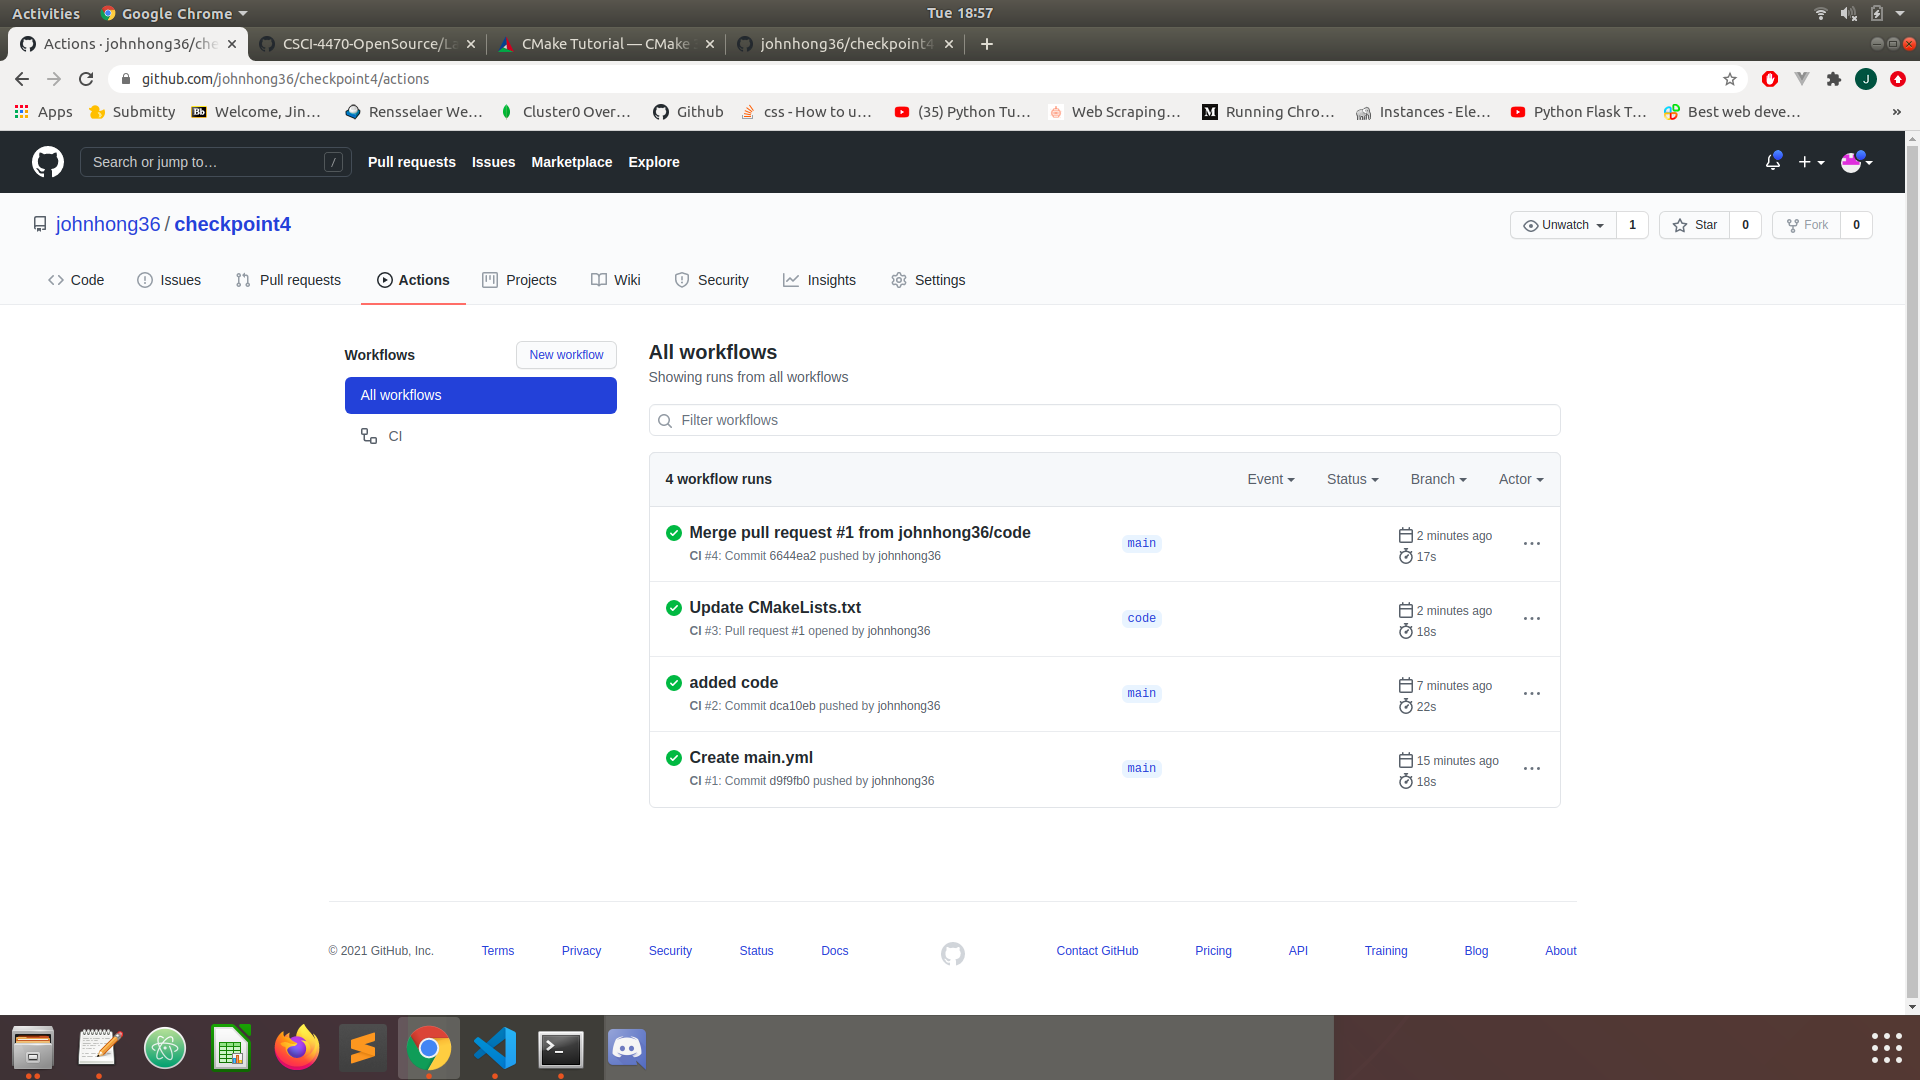 Activities Google Chrome Tue 18:57
Actions · johnhong36/che CSCI-4470-OpenSource/La CMake Tutorial — CMake johnhong36/checkpoint4
github.com/johnhong36/checkpoint4/actions
Apps Submitty Bb Welcome, Jin… Rensselaer We… Cluster0 Over… Github css - How to u… (35) Python Tu… Web Scraping… M Running Chro… Instances - Ele… Python Flask T… Best web deve… »
Search or jump to… / Pull requests Issues Marketplace Explore
johnhong36 / checkpoint4 Unwatch 1 Star 0 Fork 0
Code Issues Pull requests Actions Projects Wiki Security Insights Settings
Workflows New workflow
All workflows
CI
All workflows
Showing runs from all workflows
Filter workflows
4 workflow runs Event Status Branch Actor
Merge pull request #1 from johnhong36/code
CI #4: Commit 6644ea2 pushed by johnhong36
main
2 minutes ago
17s
Update CMakeLists.txt
CI #3: Pull request #1 opened by johnhong36
code
2 minutes ago
18s
added code
CI #2: Commit dca10eb pushed by johnhong36
main
7 minutes ago
22s
Create main.yml
CI #1: Commit d9f9fb0 pushed by johnhong36
main
15 minutes ago
18s
© 2021 GitHub, Inc. Terms Privacy Security Status Docs Contact GitHub Pricing API Training Blog About